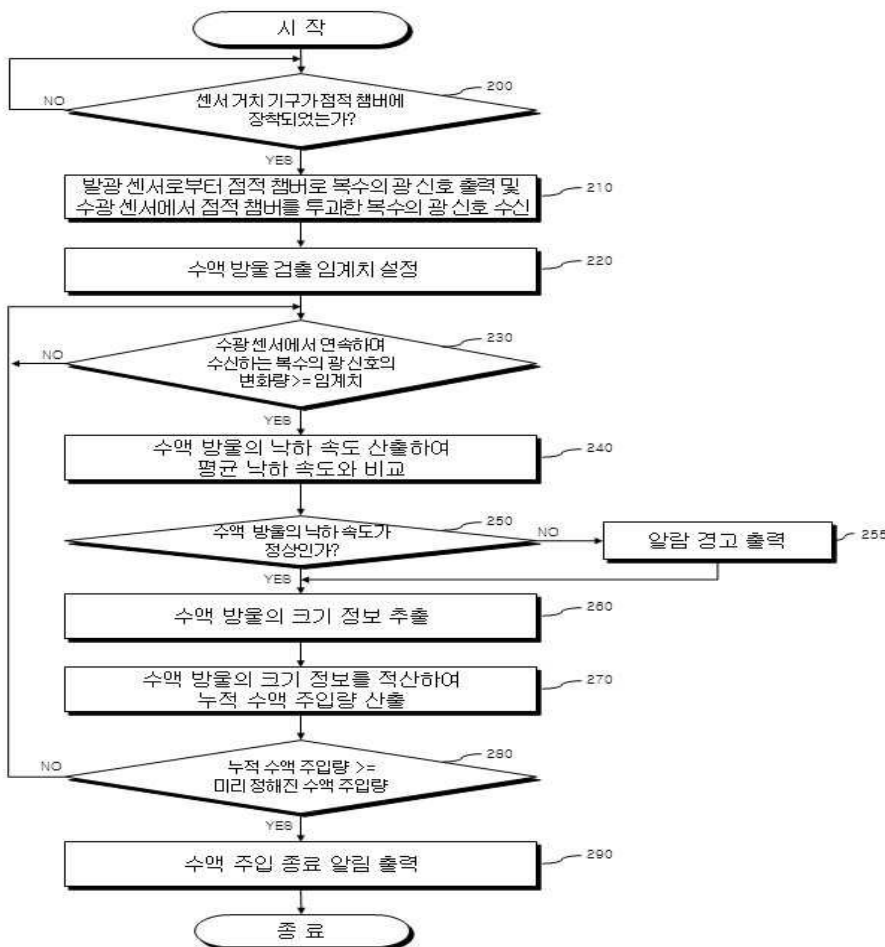 시 작
200
센서 거치 기구가 점적 챔버에
장착되었는가?
NO
YES
발광 센서로부터 점적 챔버로 복수의 광 신호 출력 및
수광 센서에서 점적 챔버를 투과한 복수의 광 신호 수신
210
수액 방울 검출 임계치 설정
220
230
수광 센서에서 연속하며
수신하는 복수의 광 신호의
변화량>=임계치
NO
YES
수액 방울의 낙하 속도 산출하여
평균 낙하 속도와 비교
240
250
수액 방울의 낙하 속도가
정상인가?
NO
YES
알람 경고 출력
255
수액 방울의 크기 정보 추출
260
수액 방울의 크기 정보를 적산하여
누적 수액 주입량 산출
270
280
누적 수액 주입량 >=
미리 정해진 수액 주입량
NO
YES
수액 주입 종료 알림 출력
290
종 료